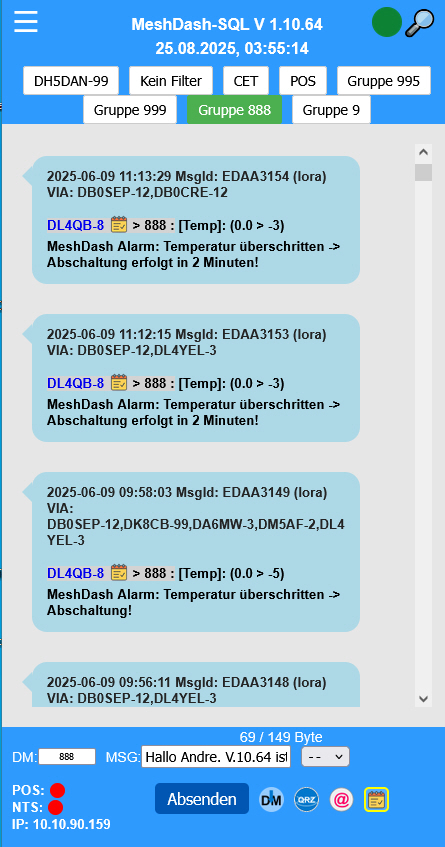 MeshDash-SQL V 1.10.64
25.08.2025, 03:55:14
DH5DAN-99 Kein Filter CET POS Gruppe 995
Gruppe 999 Gruppe 888 Gruppe 9
2025-06-09 11:13:29 MsgId: EDAA3154 (lora)
VIA: DB0SEP-12,DB0CRE-12
DL4QB-8 > 888 : [Temp]: (0.0 > -3)
MeshDash Alarm: Temperatur überschritten ->
Abschaltung erfolgt in 2 Minuten!
2025-06-09 11:12:15 MsgId: EDAA3153 (lora)
VIA: DB0SEP-12,DL4YEL-3
DL4QB-8 > 888 : [Temp]: (0.0 > -3)
MeshDash Alarm: Temperatur überschritten ->
Abschaltung erfolgt in 2 Minuten!
2025-06-09 09:58:03 MsgId: EDAA3149 (lora)
VIA:
DB0SEP-12,DK8CB-99,DA6MW-3,DM5AF-2,DL4
YEL-3
DL4QB-8 > 888 : [Temp]: (0.0 > -5)
MeshDash Alarm: Temperatur überschritten ->
Abschaltung!
2025-06-09 09:56:11 MsgId: EDAA3148 (lora)
VIA: DB0SEP-12,DL4YEL-3
69 / 149 Byte
DM: 888 MSG: Hallo Andre. V.10.64 ist --
POS:
NTS:
IP: 10.10.90.159
Absenden DM QRZ @